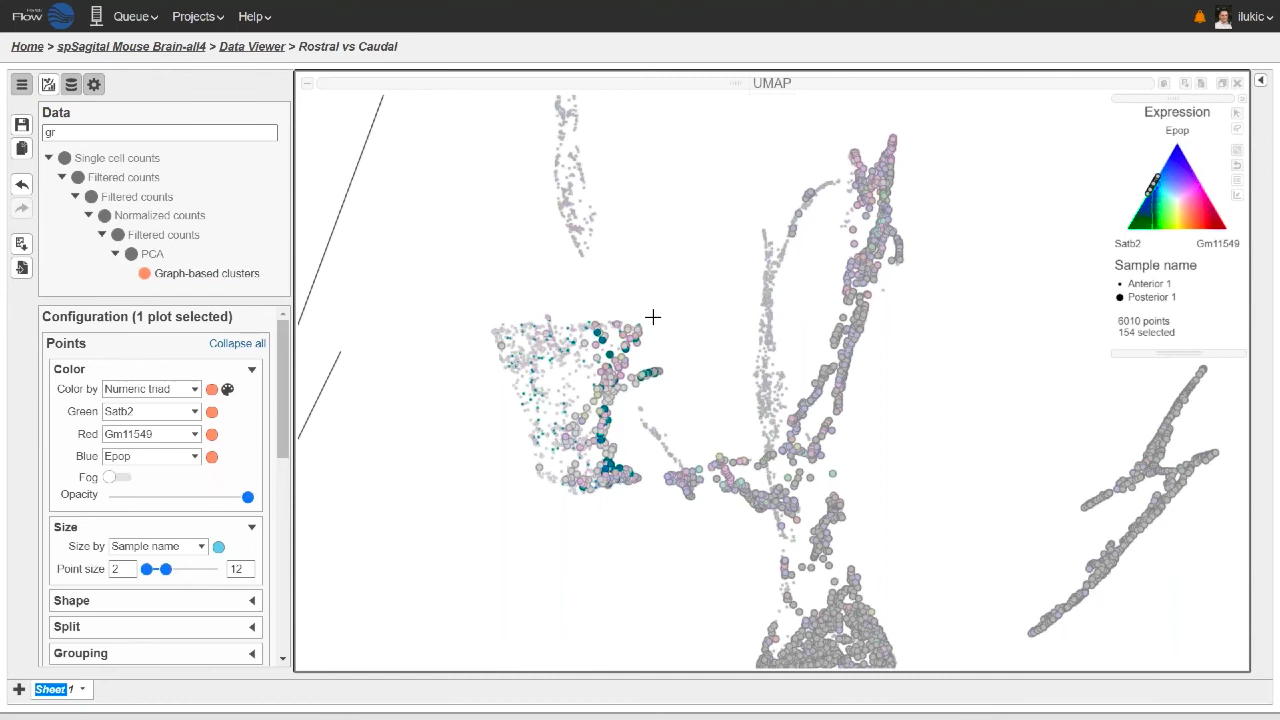 Flow Queue Projects Help ilukic
Home > spSagital Mouse Brain-all4 > Data Viewer > Rostral vs Caudal
Data
gr
Single cell counts
Filtered counts
Filtered counts
Normalized counts
Filtered counts
PCA
Graph-based clusters
Configuration (1 plot selected)
Points Collapse all
Color
Color by Numeric triad
Green Satb2
Red Gm11549
Blue Epop
Fog
Opacity
Size
Size by Sample name
Point size 2 12
Shape
Split
Grouping
UMAP
Expression
Epop
Satb2 Gm11549
Sample name
Anterior 1
Posterior 1
6010 points
154 selected
Sheet 1